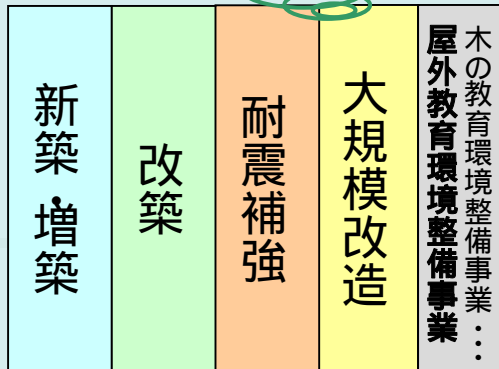 新築・増築
改築
耐震補強
大規模改造
木の教育環境整備事業…
屋外教育環境整備事業